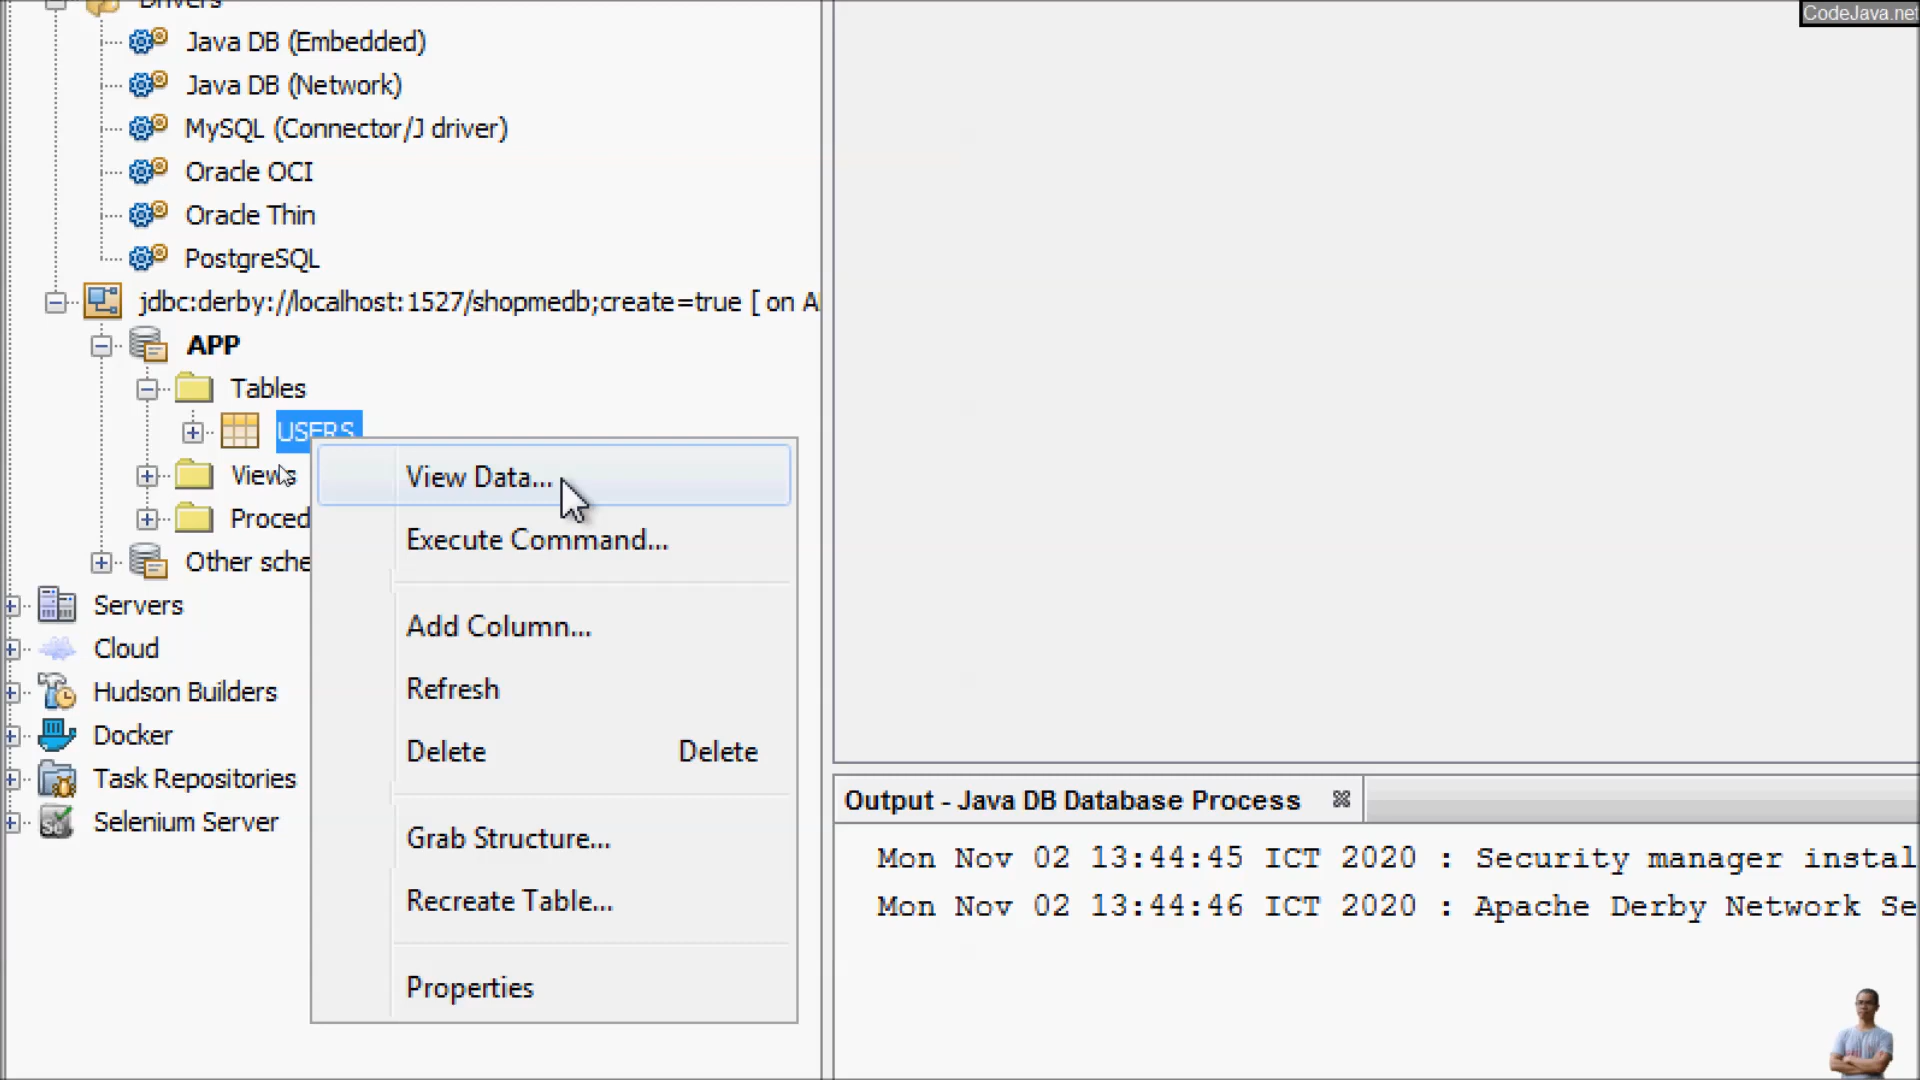 CodeJava.net
Drivers
Java DB (Embedded)
Java DB (Network)
MySQL (Connector/J driver)
Oracle OCI
Oracle Thin
PostgreSQL
jdbc:derby://localhost:1527/shopmedb;create=true [ on A
APP
Tables
USERS
Views
Proced
Other sche
Servers
Cloud
Hudson Builders
Docker
Task Repositories
Selenium Server
View Data...
Execute Command...
Add Column...
Refresh
Delete Delete
Grab Structure...
Recreate Table...
Properties
Output - Java DB Database Process
Mon Nov 02 13:44:45 ICT 2020 : Security manager instal
Mon Nov 02 13:44:46 ICT 2020 : Apache Derby Network Se